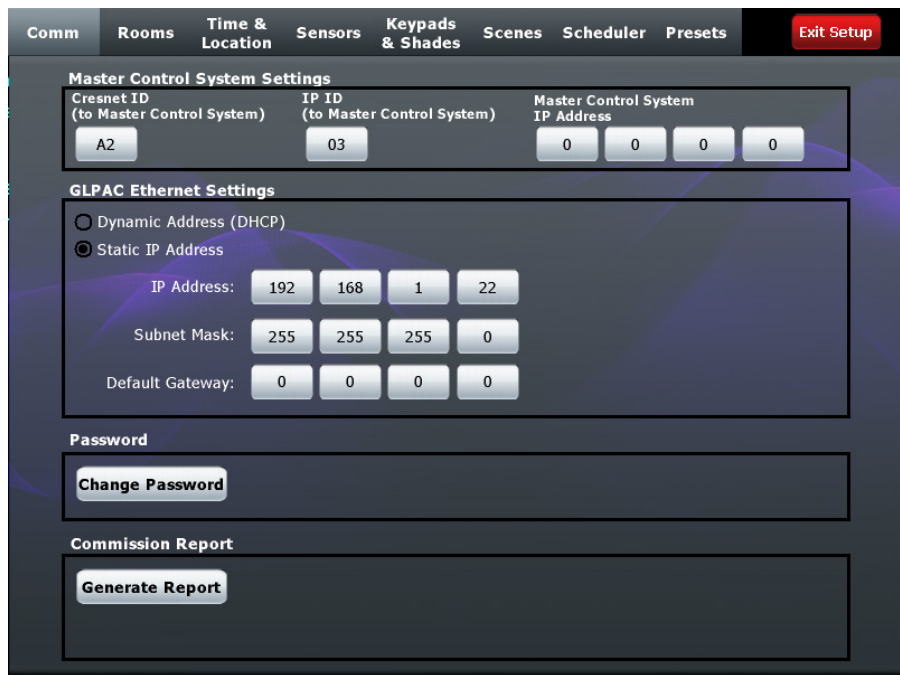 Comm Rooms Time & Location Sensors Keypads & Shades Scenes Scheduler Presets Exit Setup
Master Control System Settings
Cresnet ID IP ID Master Control System
(to Master Control System) (to Master Control System) IP Address
A2 03 0 0 0 0
GLPAC Ethernet Settings
Dynamic Address (DHCP)
Static IP Address
IP Address: 192 168 1 22
Subnet Mask: 255 255 255 0
Default Gateway: 0 0 0 0
Password
Change Password
Commission Report
Generate Report